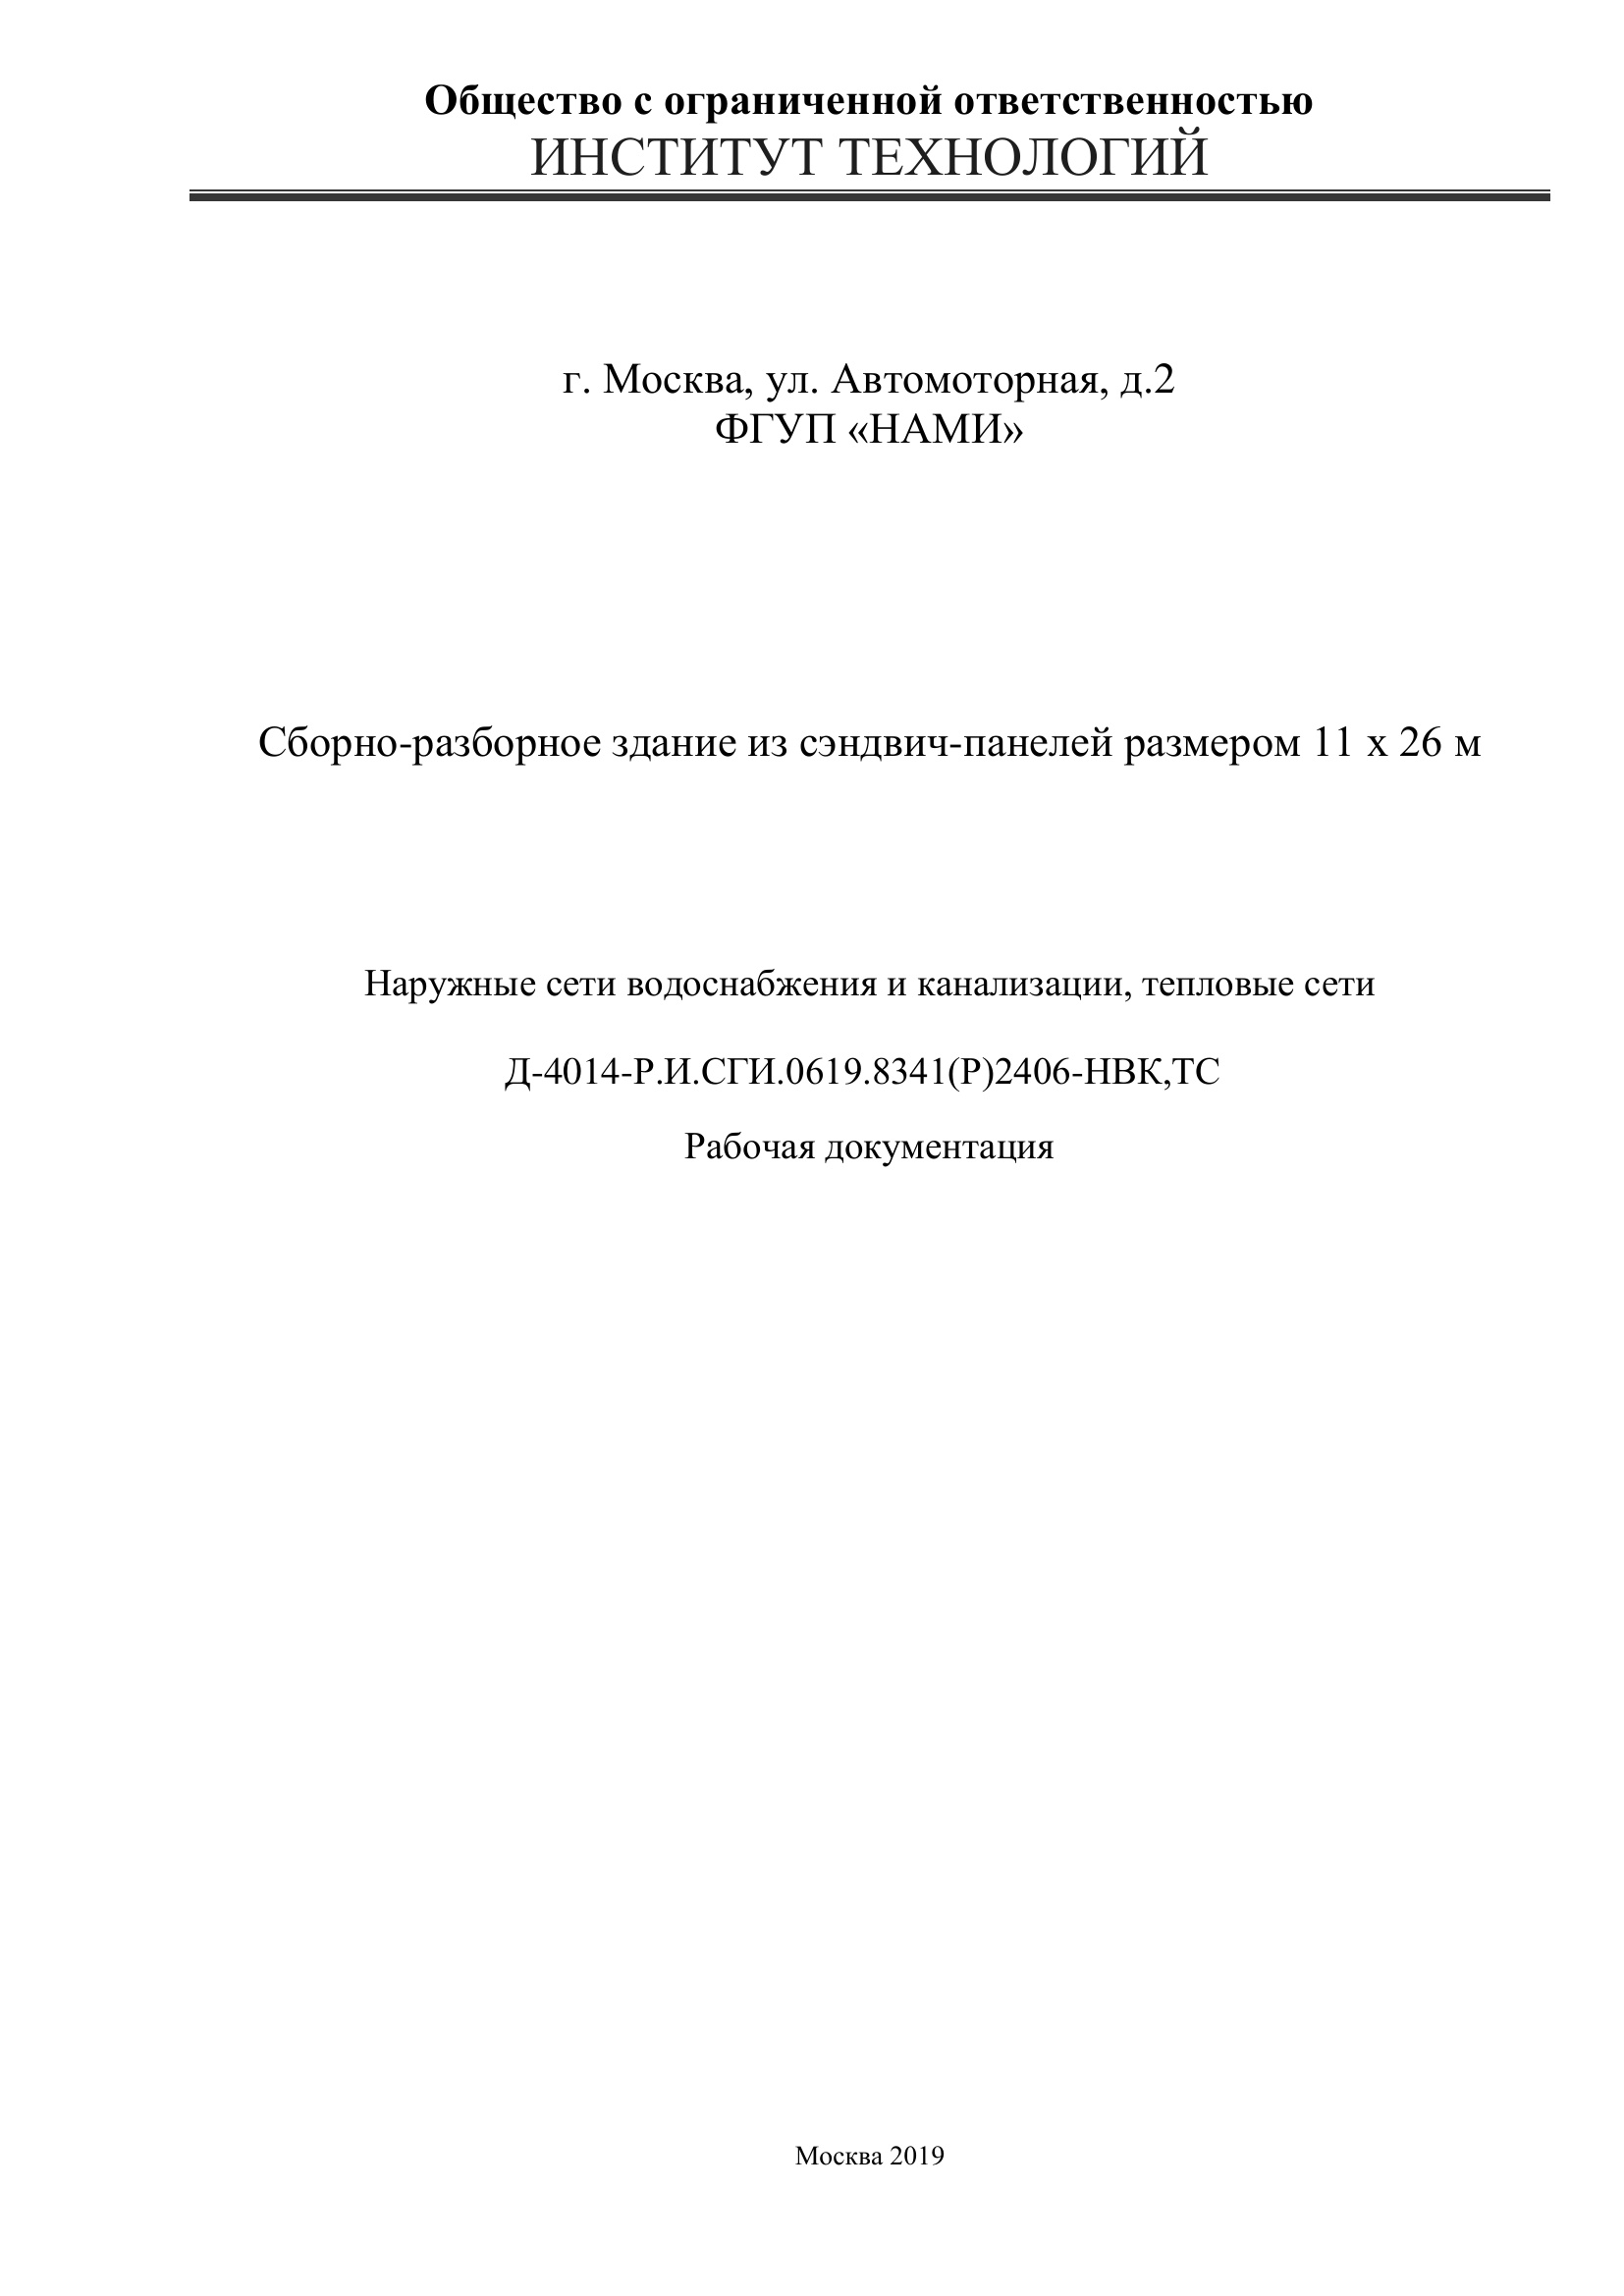 Общество с ограниченной ответственностью
ИНСТИТУТ ТЕХНОЛОГИЙ
г. Москва, ул. Автомоторная, д.2
ФГУП «НАМИ»
Сборно-разборное здание из сэндвич-панелей размером 11 х 26 м
Наружные сети водоснабжения и канализации, тепловые сети
Д-4014-Р.И.СГИ.0619.8341(Р)2406-НВК,ТС
Рабочая документация
Москва 2019